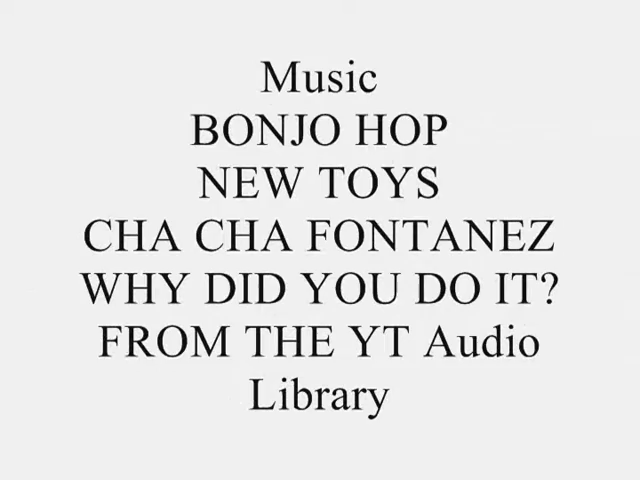 Music
BONJO HOP
NEW TOYS
CHA CHA FONTANEZ
WHY DID YOU DO IT?
FROM THE YT Audio
Library